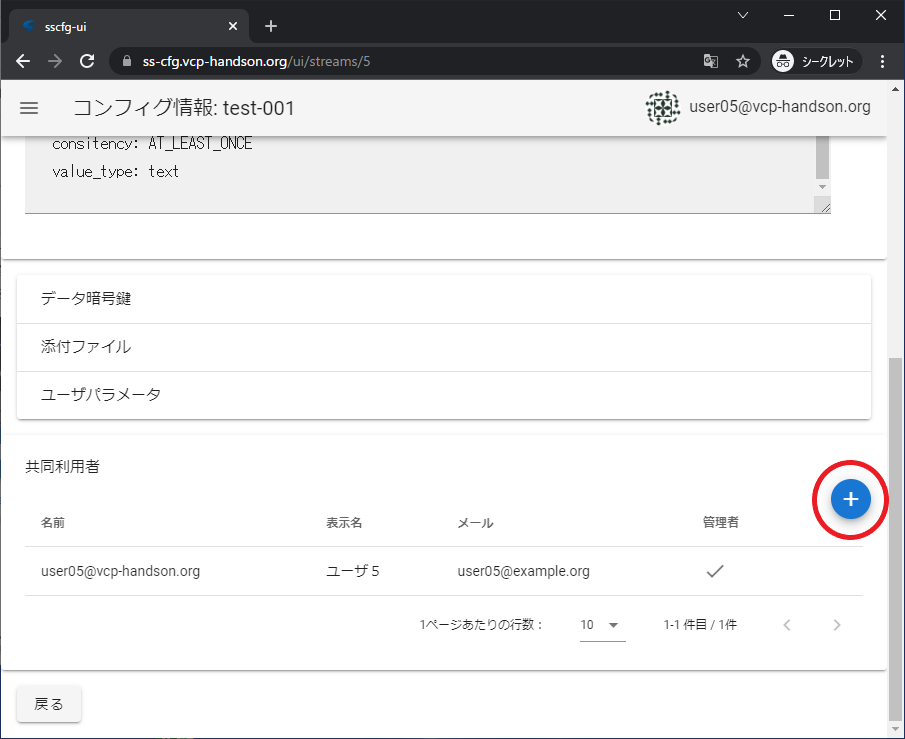 sscfg-ui
ss-cfg.vcp-handson.org/ui/streams/5
シークレット
コンフィグ情報: test-001
user05@vcp-handson.org
consitency: AT_LEAST_ONCE
value_type: text
データ暗号鍵
添付ファイル
ユーザパラメータ
共同利用者
名前 表示名 メール 管理者
user05@vcp-handson.org ユーザ５ user05@example.org
1ページあたりの行数： 10 1-1 件目 / 1件
戻る